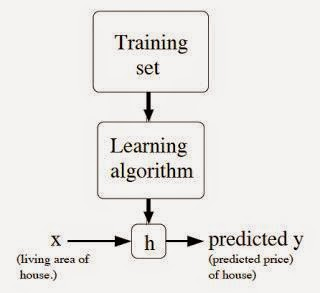 Training
set
Learning
algorithm
x
h
predicted y
(living area of
house.)
(predicted price)
of house)